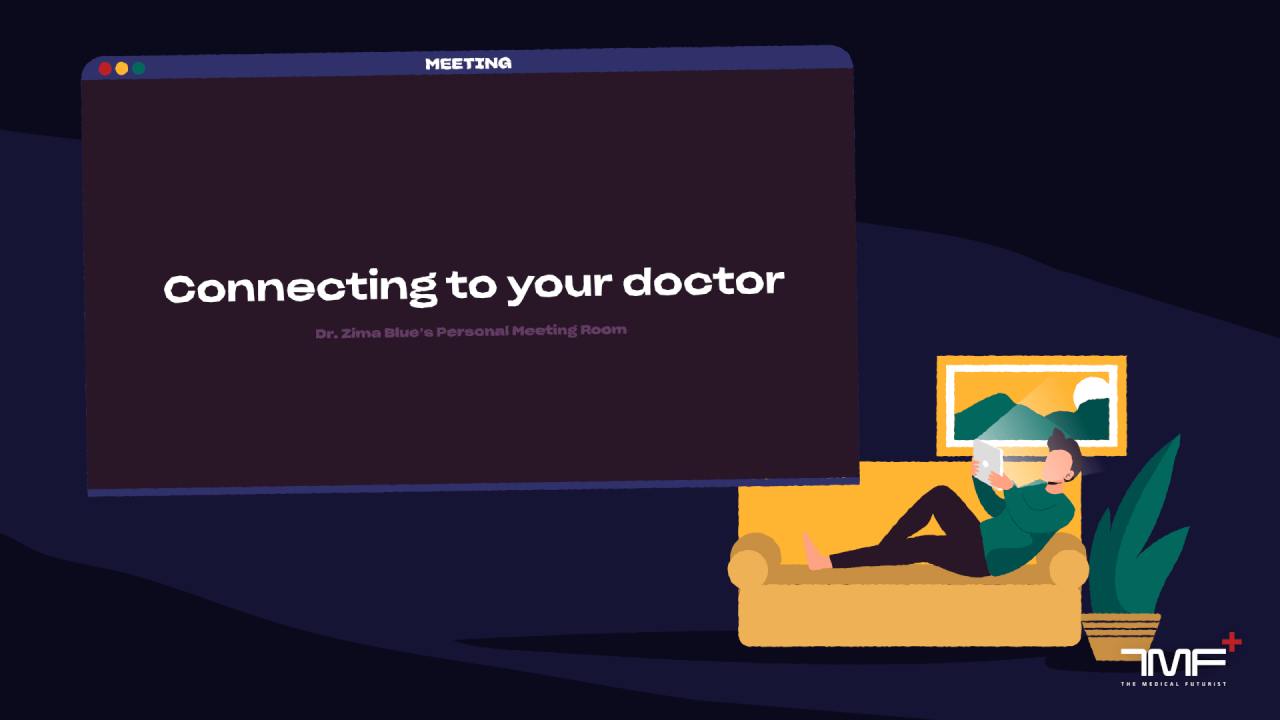 MEETING
Connecting to your doctor
Dr. Zima Blue's Personal Meeting Room
TMF+
THE MEDICAL FUTURIST